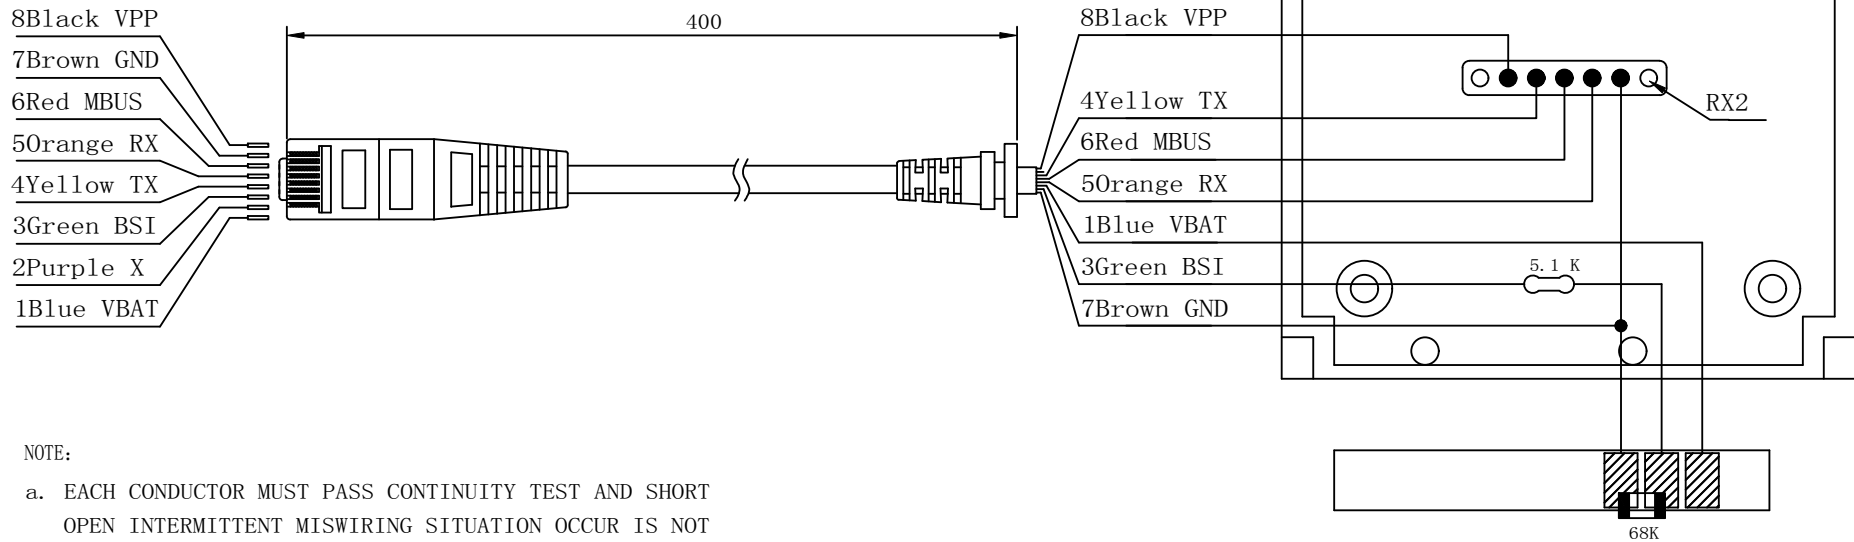 8Black VPP
7Brown GND
6Red MBUS
5Orange RX
4Yellow TX
3Green BSI
2Purple X
1Blue VBAT
400
8Black VPP
4Yellow TX
6Red MBUS
5Orange RX
1Blue VBAT
3Green BSI
7Brown GND
RX2
5.1 K
68K
NOTE:
a. EACH CONDUCTOR MUST PASS CONTINUITY TEST AND SHORT
OPEN INTERMITTENT MISWIRING SITUATION OCCUR IS NOT